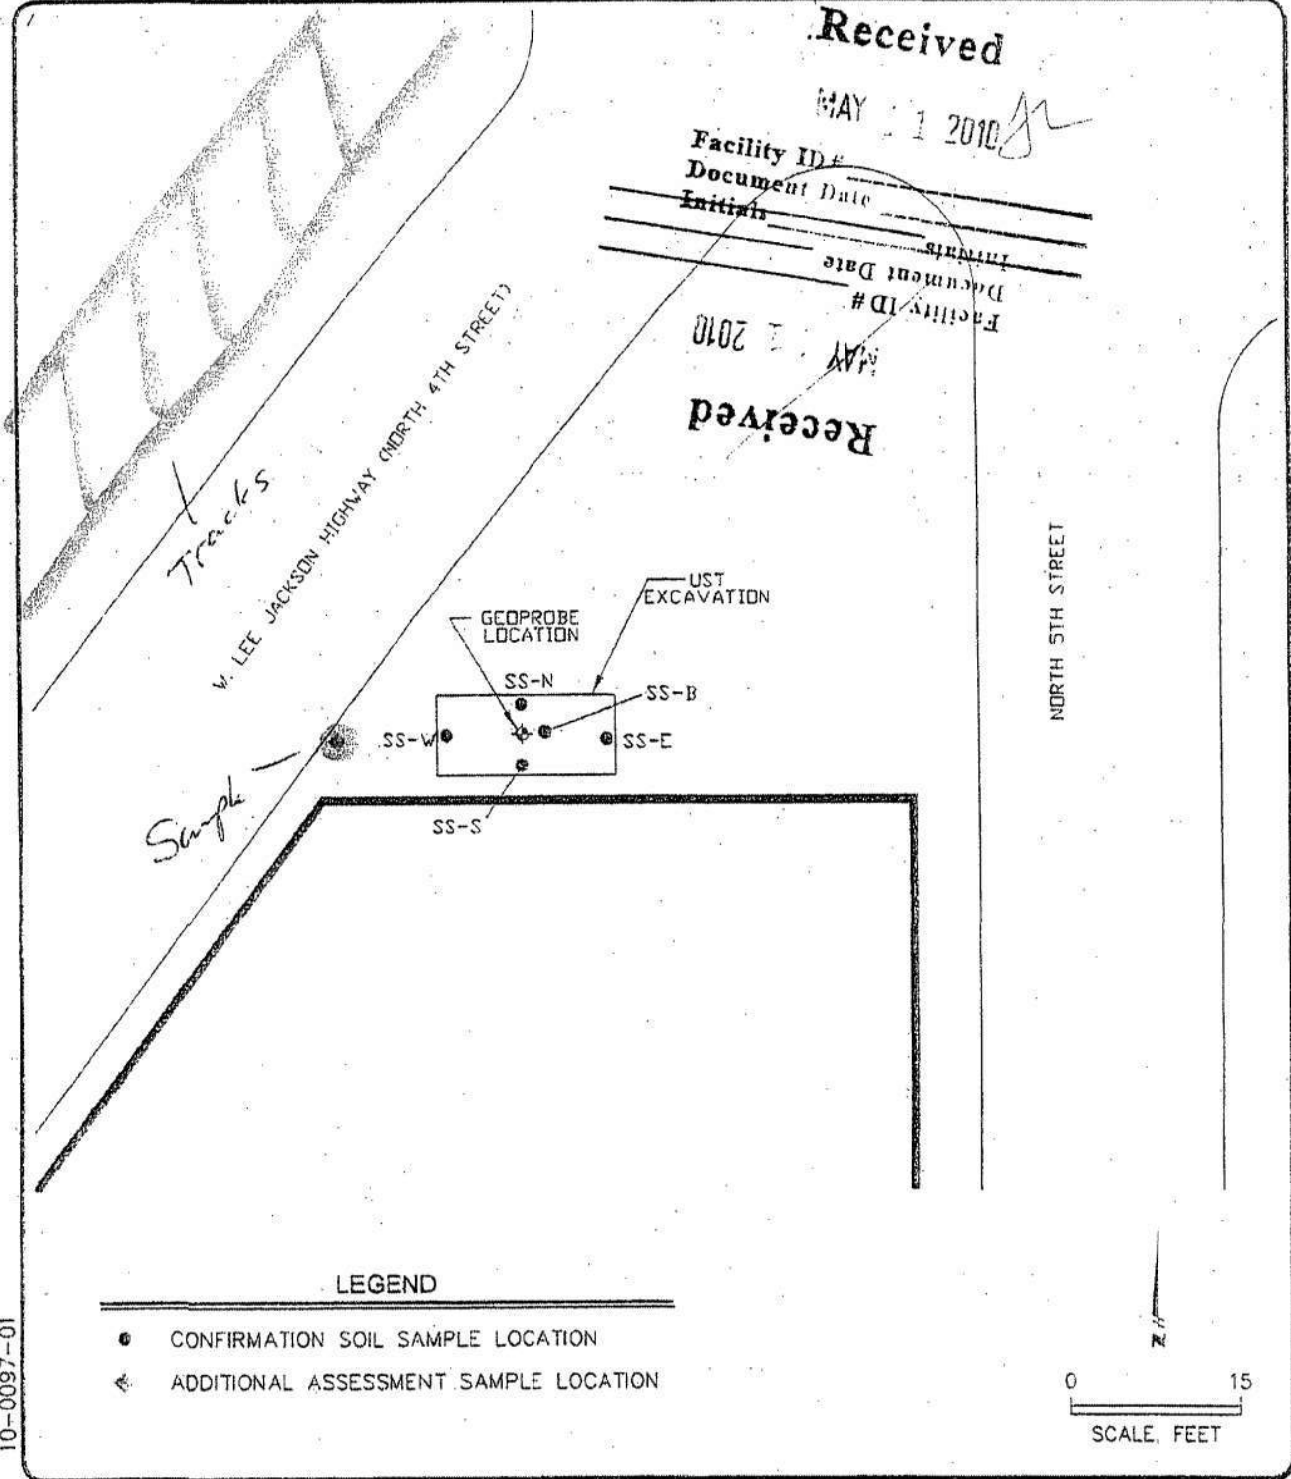 Received
MAY 1 1 2010
Facility ID#
Document Date
Initials
Initials
Document Date
Facility ID#
MAY 1 2010
Received
W. LEE JACKSON HIGHWAY (NORTH 4TH STREET)
Tracks
NORTH 5TH STREET
UST
EXCAVATION
GEOPROBE
LOCATION
SS-N
SS-B
SS-W
SS-E
SS-S
Sample
LEGEND
CONFIRMATION SOIL SAMPLE LOCATION
ADDITIONAL ASSESSMENT SAMPLE LOCATION
N
0 15
SCALE, FEET
10-0097-01